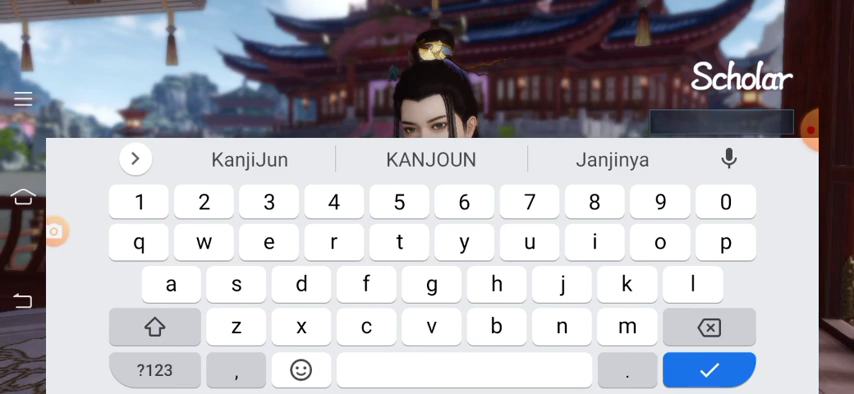 Scholar
KanjiJun KANJOUN Janjinya
1 2 3 4 5 6 7 8 9 0
q w e r t y u i o p
a s d f g h j k l
z x c v b n m
?123 , .